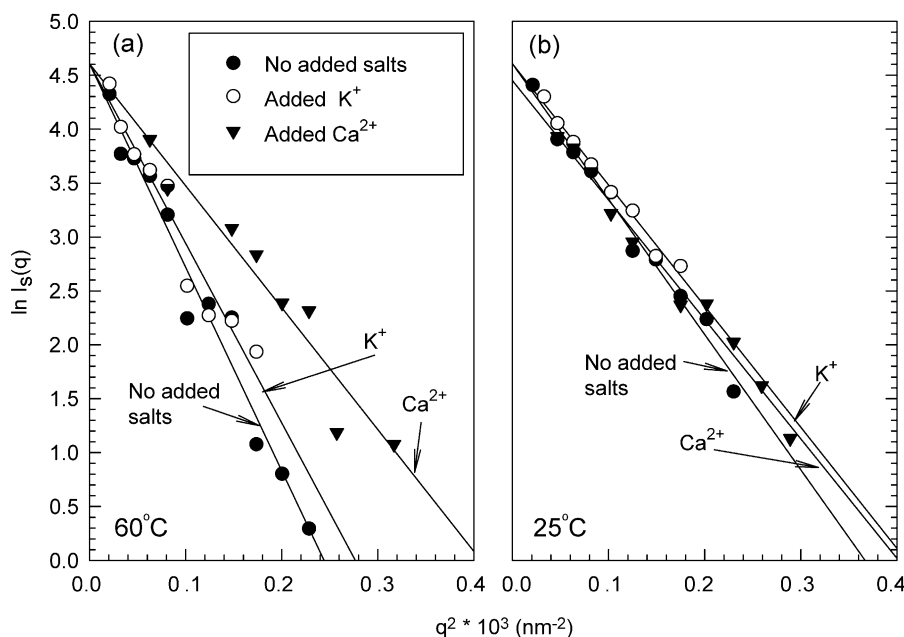 (a)
No added salts
Added K⁺
Added Ca²⁺
(b)
5.0
4.5
4.0
3.5
3.0
2.5
2.0
1.5
1.0
0.5
0.0
ln I_S(q)
K⁺
No added
salts
Ca²⁺
60°C
No added
salts
K⁺
Ca²⁺
25°C
0.0 0.1 0.2 0.3 0.4
0.0 0.1 0.2 0.3 0.4
q² * 10³ (nm⁻²)